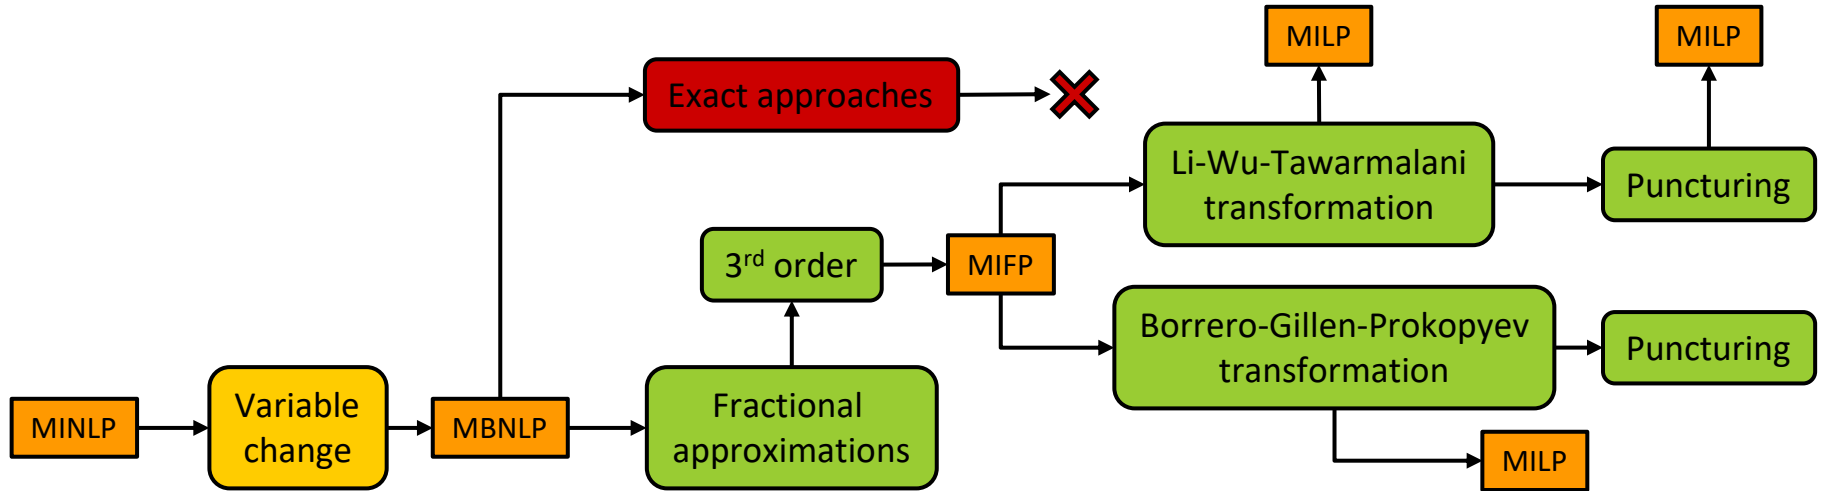 MILP
MILP
Exact approaches
Li-Wu-Tawarmalani
transformation
Puncturing
3rd order
MIFP
Borrero-Gillen-Prokopyev
transformation
Puncturing
MINLP
Variable
change
MBNLP
Fractional
approximations
MILP